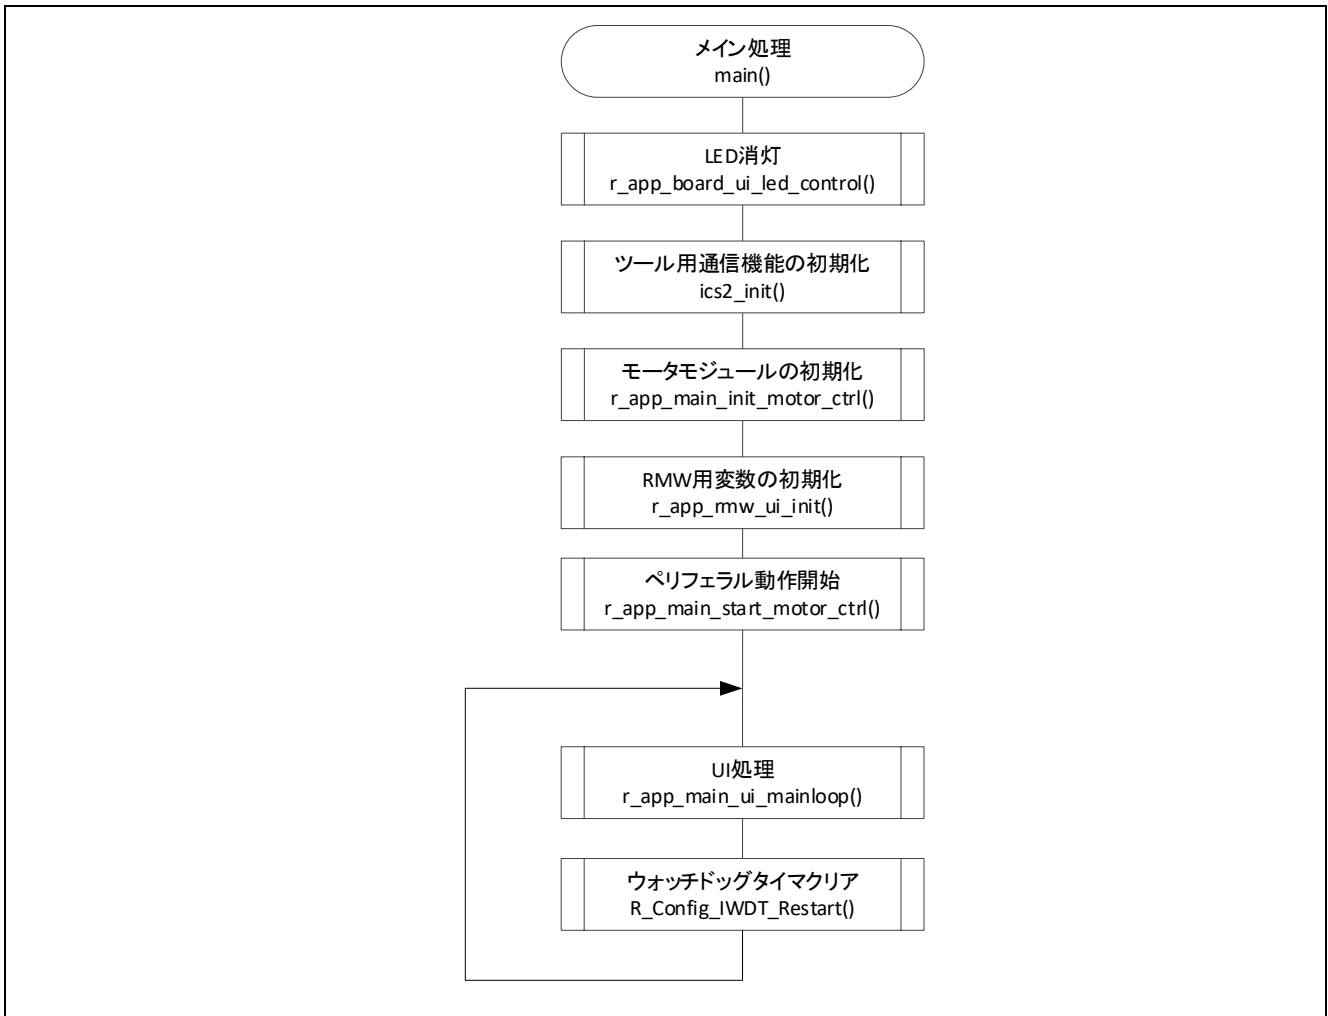 メイン処理
main()
LED消灯
r_app_board_ui_led_control()
ツール用通信機能の初期化
ics2_init()
モータモジュールの初期化
r_app_main_init_motor_ctrl()
RMW用変数の初期化
r_app_rmw_ui_init()
ペリフェラル動作開始
r_app_main_start_motor_ctrl()
UI処理
r_app_main_ui_mainloop()
ウォッチドッグタイマクリア
R_Config_IWDT_Restart()